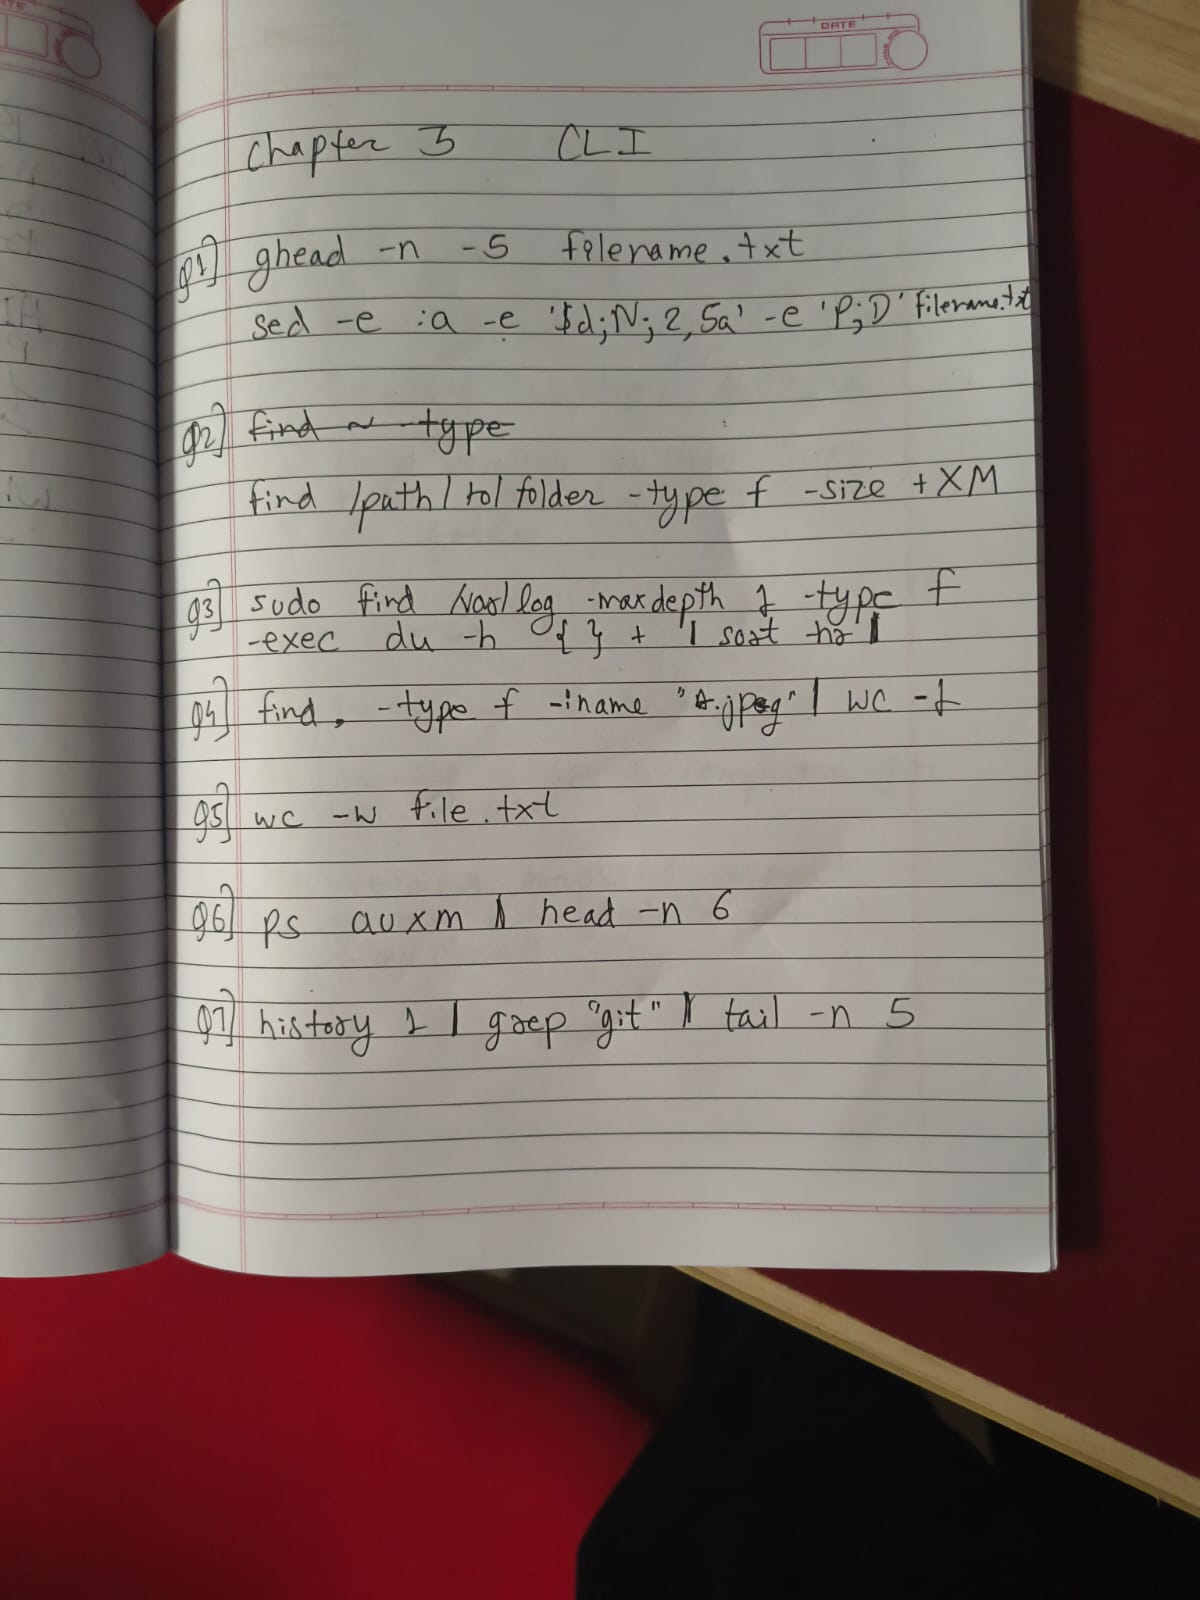 DATE
Chapter 3 CLI
Q1] ghead -n -5 filename.txt
sed -e :a -e '$d;N;2,5a' -e 'P;D' filename.txt
Q2] find ~ -type
find /path/to/folder -type f -size +XM
Q3] sudo find /var/log -maxdepth 1 -type f
-exec du -h {} + | sort -hr |
Q4] find . -type f -iname "*.jpeg" | wc -l
Q5] wc -w file.txt
Q6] ps auxm | head -n 6
Q7] history 1 | grep "git" | tail -n 5